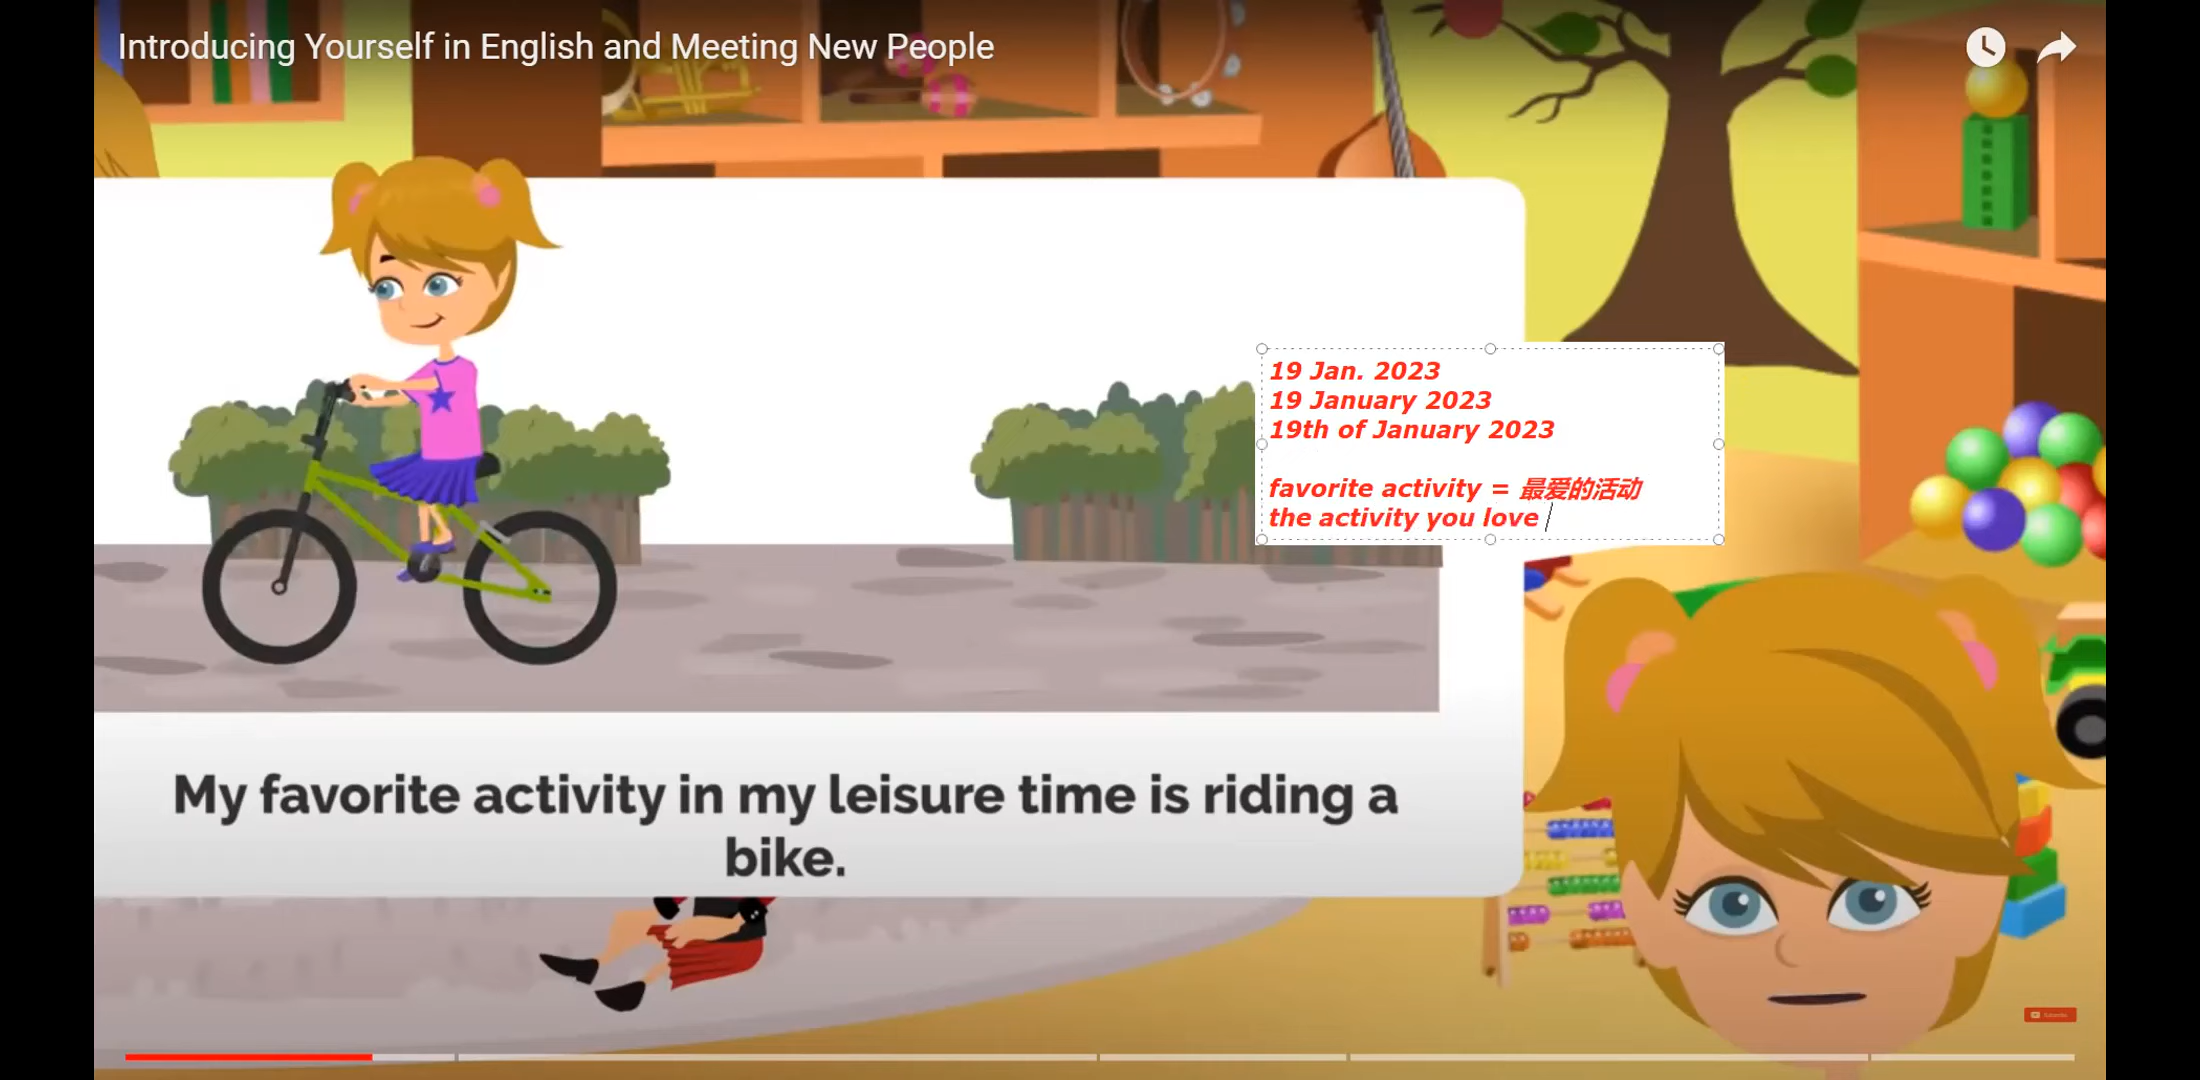 Introducing Yourself in English and Meeting New People
19 Jan. 2023
19 January 2023
19th of January 2023
favorite activity = 最爱的活动
the activity you love
My favorite activity in my leisure time is riding a
bike.